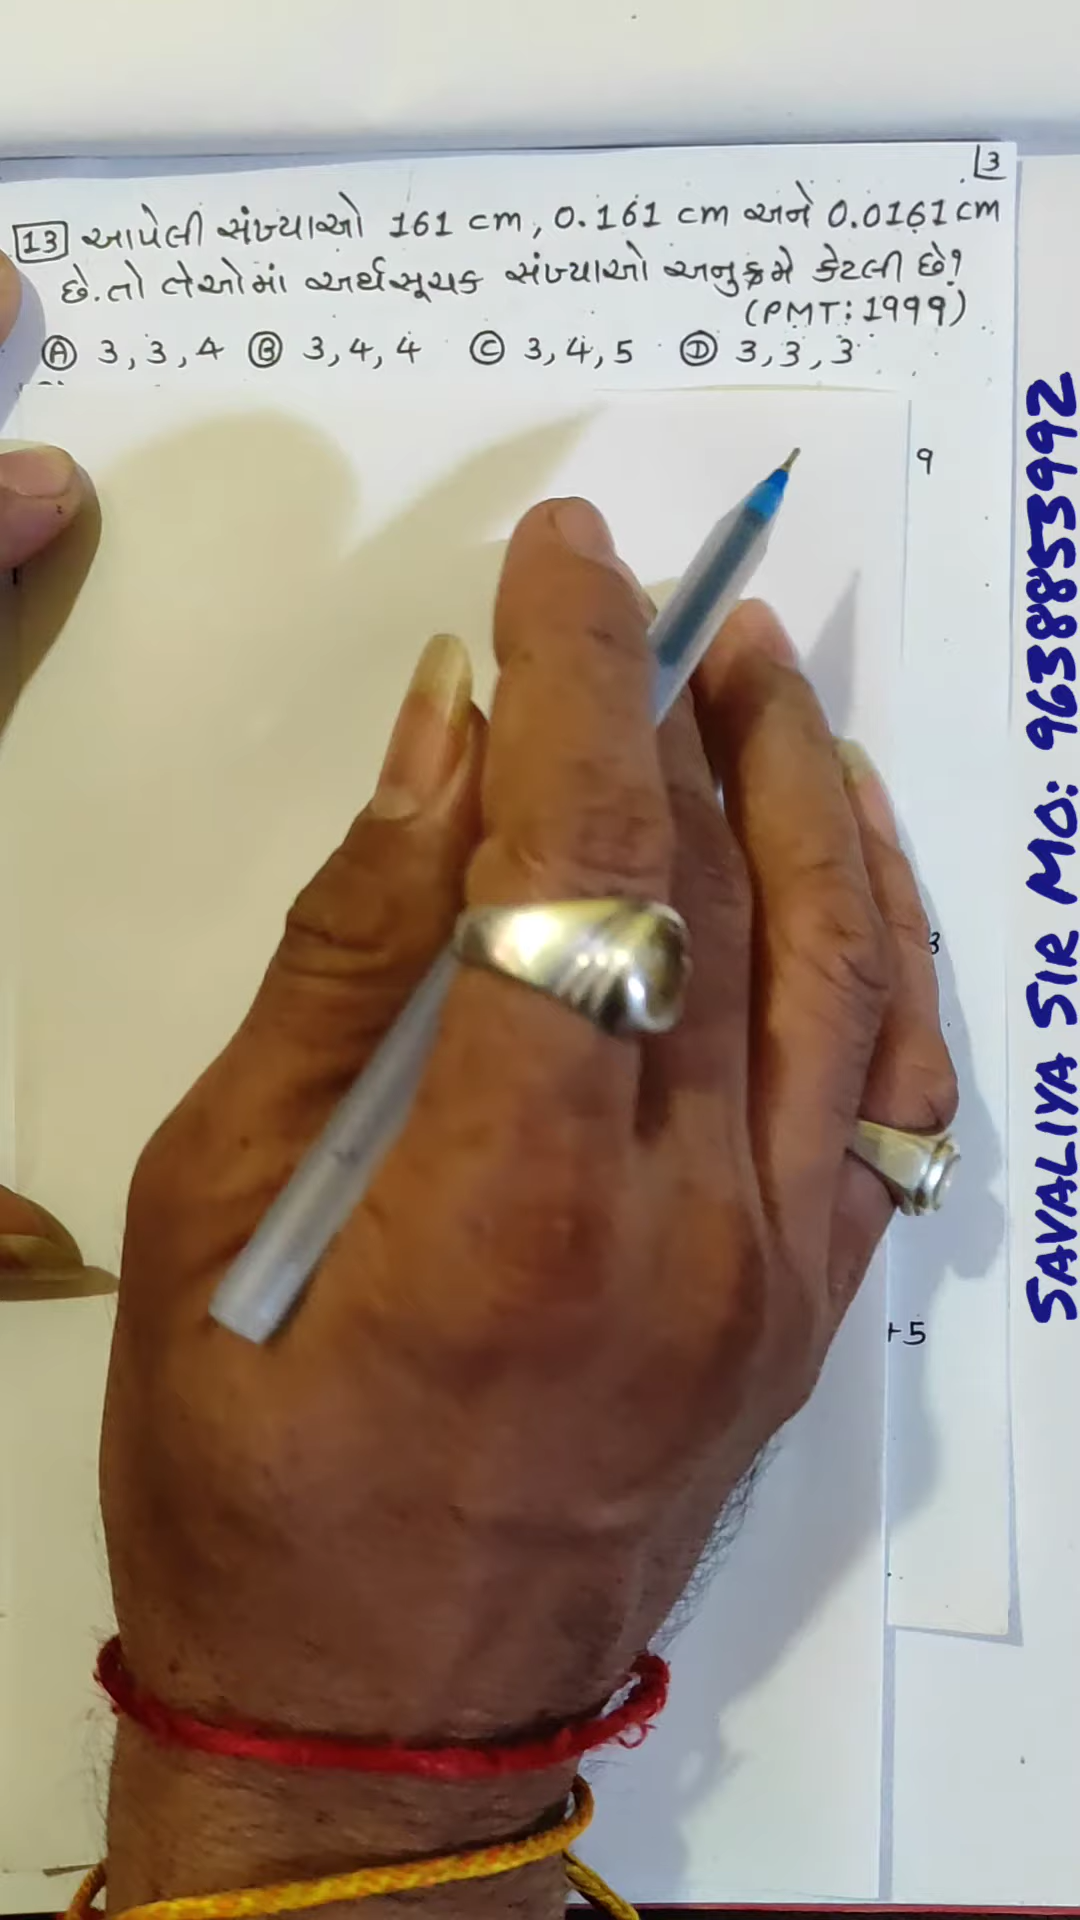 3
13 આપેલી સંખ્યાઓ 161 cm, 0.161 cm અને 0.0161 cm
છે. તો તેઓમાં અર્થસૂચક સંખ્યાઓ અનુક્રમે કેટલી છે?
(PMT: 1999)
A 3, 3, 4 B 3, 4, 4 C 3, 4, 5 D 3, 3, 3
9
3
+5
SAVALIYA SIR MO: 9638853992